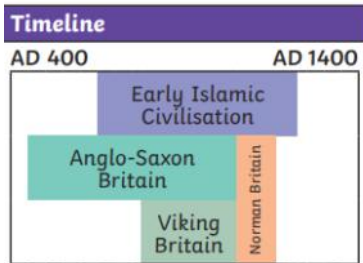 Timeline
AD 400 AD 1400
Early Islamic
Civilisation
Anglo-Saxon
Britain
Viking
Britain
Norman Britain